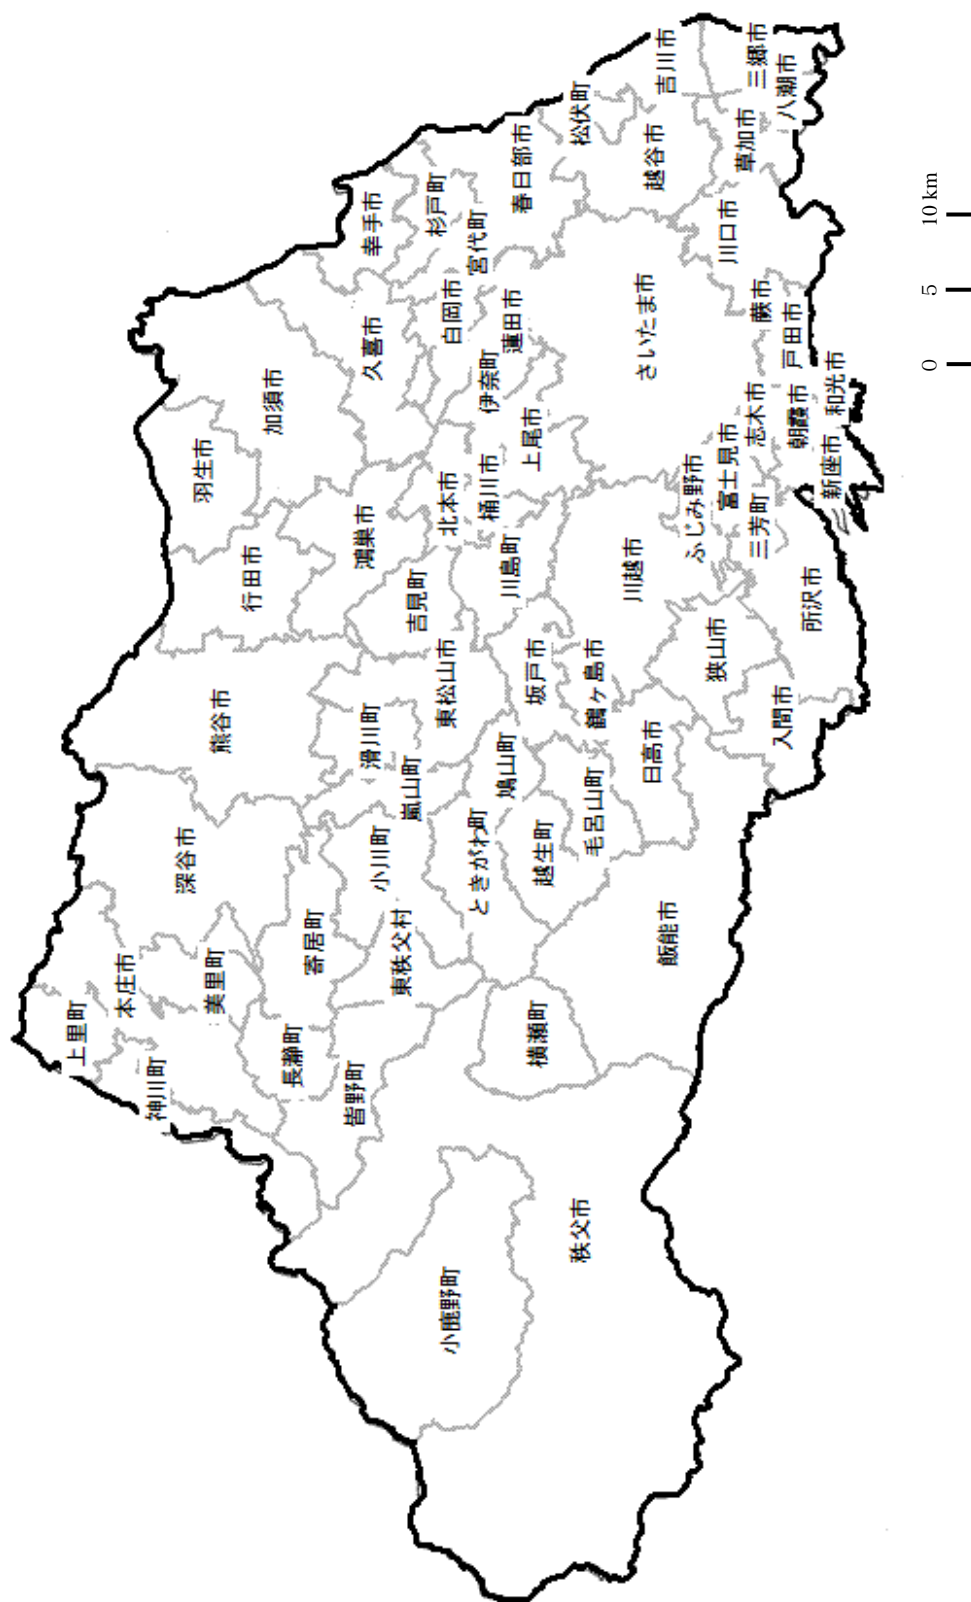 上里町
本庄市
神川町
美里町
深谷市
熊谷市
行田市
羽生市
加須市
長瀞町
皆野町
寄居町
小川町
東秩父村
滑川町
嵐山町
東松山市
吉見町
鴻巣市
久喜市
幸手市
杉戸町
宮代町
白岡市
北本市
桶川市
伊奈町
蓮田市
上尾市
春日部市
松伏町
小鹿野町
秩父市
横瀬町
ときがわ町
鳩山町
越生町
毛呂山町
坂戸市
鶴ヶ島市
川島町
川越市
日高市
飯能市
狭山市
入間市
所沢市
ふじみ野市
富士見市
三芳町
志木市
新座市
朝霞市
和光市
さいたま市
戸田市
蕨市
川口市
越谷市
吉川市
草加市
三郷市
八潮市
0
5
10 km